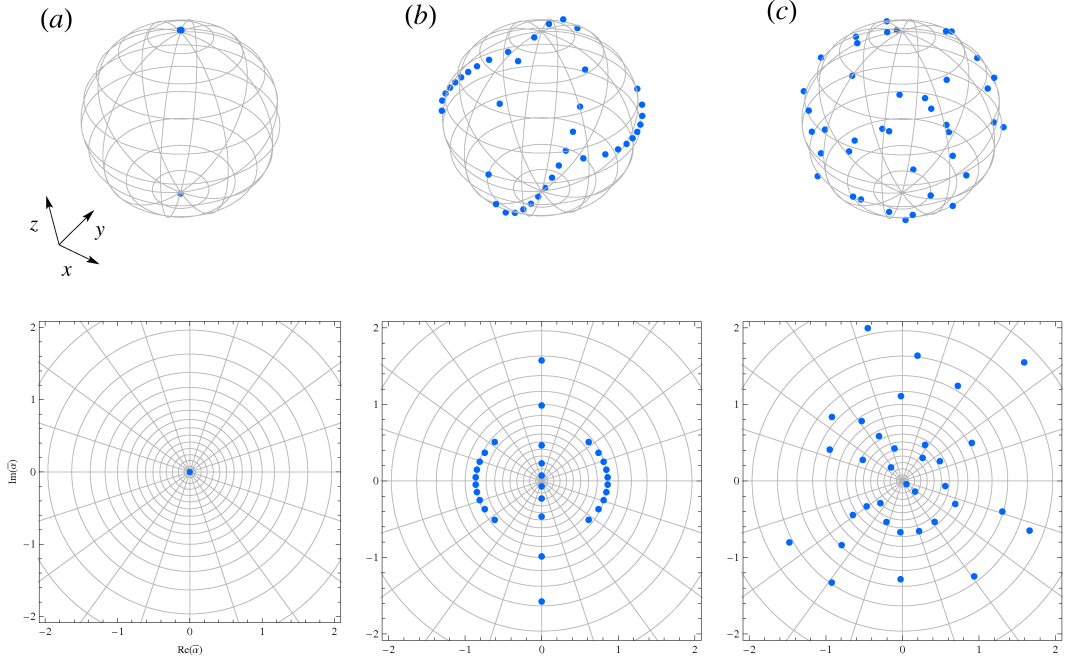 (a) (b) (c)
z y
x
2 2 2
1 1 1
Im(α̃) 0 0 0
−1 −1 −1
−2 −2 −2
−2 −1 0 1 2 −2 −1 0 1 2 −2 −1 0 1 2
Re(α̃)